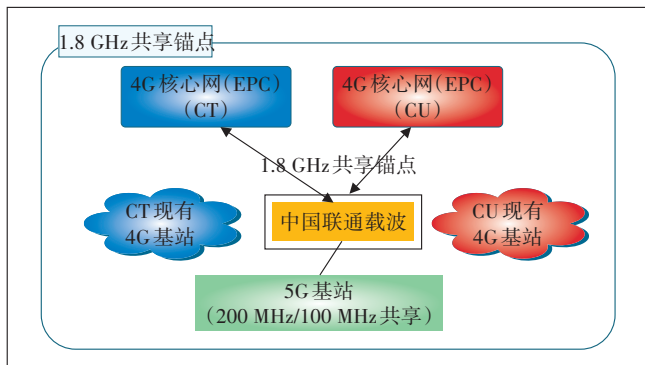 1.8 GHz共享锚点
4G核心网(EPC)
(CT)
4G核心网(EPC)
(CU)
1.8 GHz共享锚点
CT现有
4G基站
中国联通载波
CU现有
4G基站
5G基站
(200 MHz/100 MHz共享)